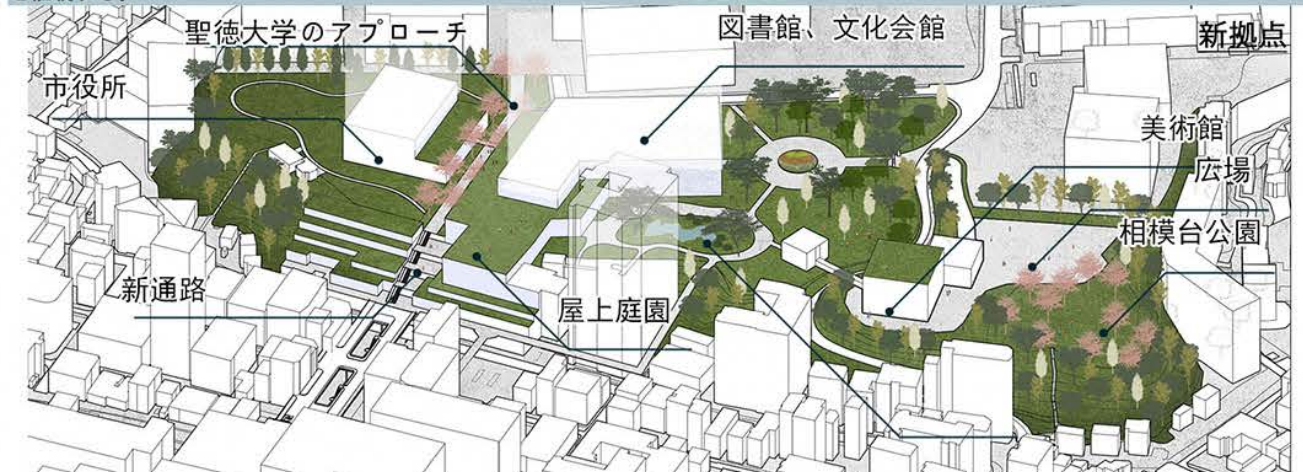 聖徳大学のアプローチ
図書館、文化会館
新拠点
市役所
美術館
広場
相模台公園
新通路
屋上庭園